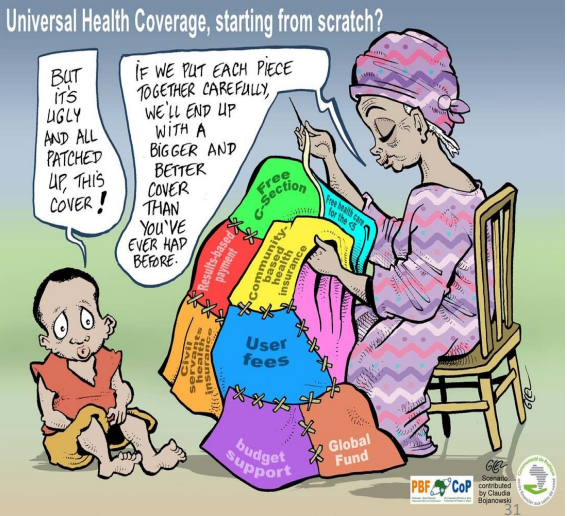 Universal Health Coverage, starting from scratch?
BUT
IT'S
UGLY
AND ALL
PATCHED
UP, THIS
COVER!
IF WE PUT EACH PIECE
TOGETHER CAREFULLY,
WE'LL END UP
WITH A
BIGGER AND
BETTER
COVER
THAN
YOU'VE
EVER HAD
BEFORE.
Free
C-Section
Free health care
for the <5
Results-based
payment
Community-
based
health
insurance
Civil
servants
health
insurance
User
fees
budget
support
Global
Fund
PBF CoP
Scenario
contributed
by Claudia
Bojanowski
31